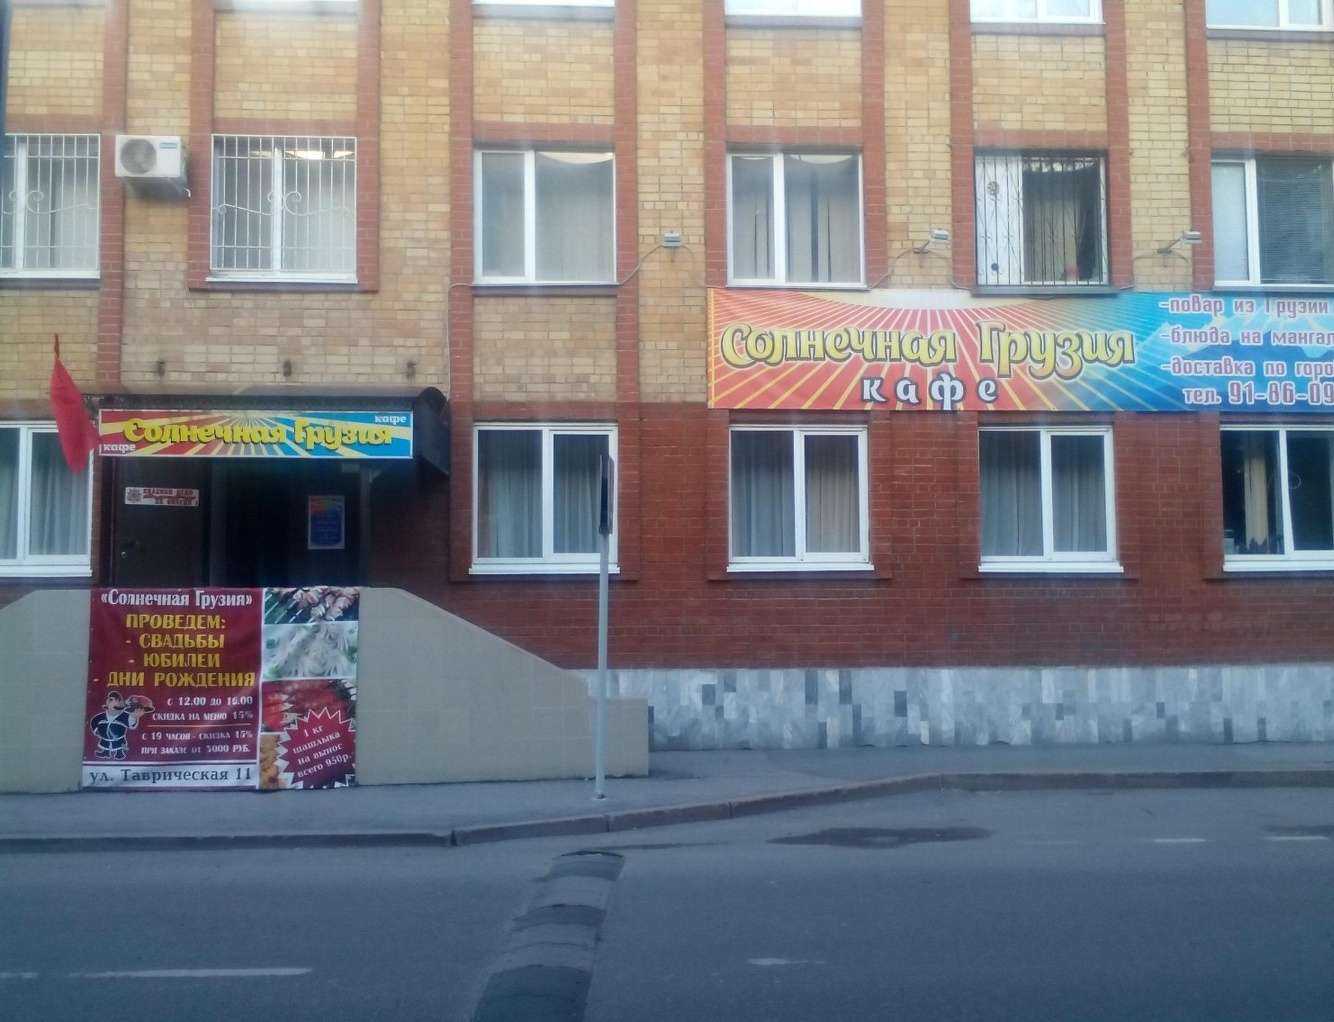 Солнечная Грузия
кафе
-повар из Грузии
-блюда на мангал
-доставка по горо
тел. 91-86-09
кафе
Солнечная Грузия
кафе
«Солнечная Грузия»
ПРОВЕДЕМ:
- СВАДЬБЫ
- ЮБИЛЕИ
- ДНИ РОЖДЕНИЯ
с 12.00 до 16.00
СКИДКА НА МЕНЮ 15%
с 19 ЧАСОВ - СКИДКА 15%
ПРИ ЗАКАЗЕ ОТ 3000 РУБ.
ул. Таврическая 11
1 кг
шашлыка
на вынос
всего 950р.